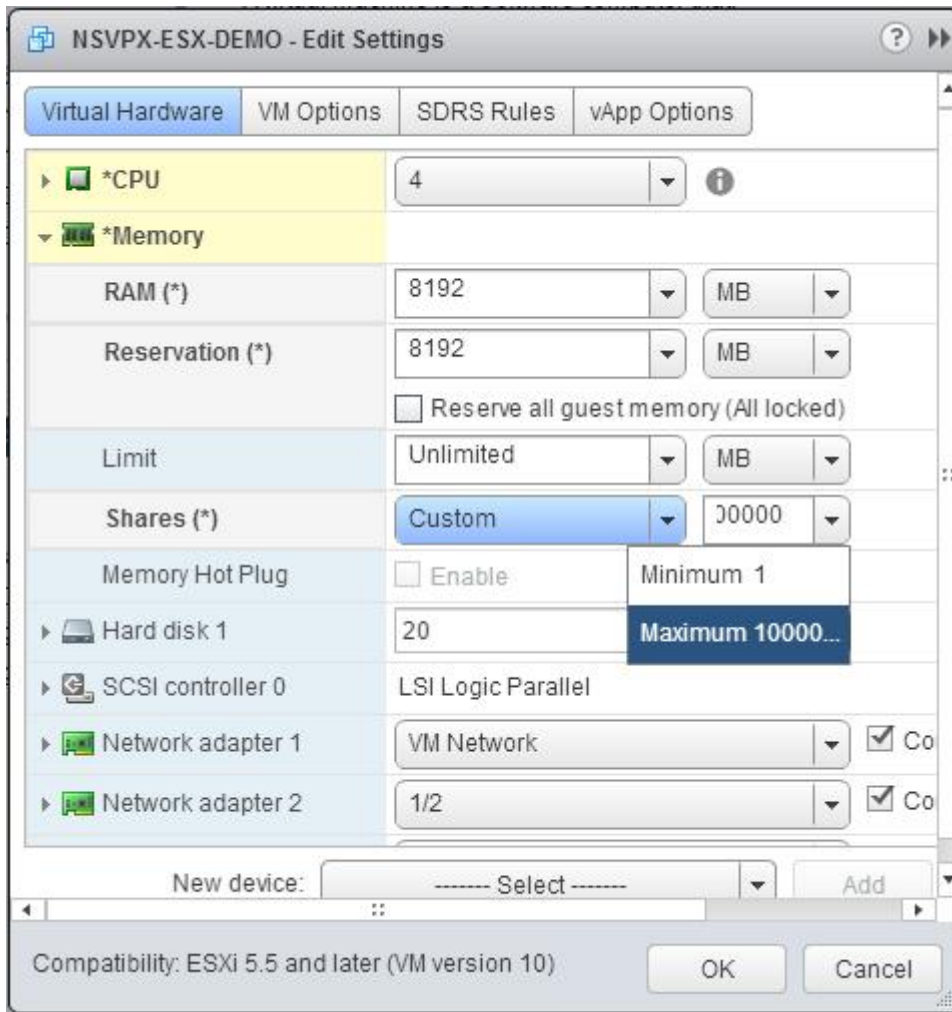 NSVPX-ESX-DEMO - Edit Settings ?
Virtual Hardware VM Options SDRS Rules vApp Options
*CPU 4
*Memory
RAM (*) 8192 MB
Reservation (*) 8192 MB
Reserve all guest memory (All locked)
Limit Unlimited MB
Shares (*) Custom 00000
Memory Hot Plug Enable Minimum 1
Hard disk 1 20 Maximum 10000...
SCSI controller 0 LSI Logic Parallel
Network adapter 1 VM Network Co
Network adapter 2 1/2 Co
New device: ------- Select ------- Add
Compatibility: ESXi 5.5 and later (VM version 10) OK Cancel